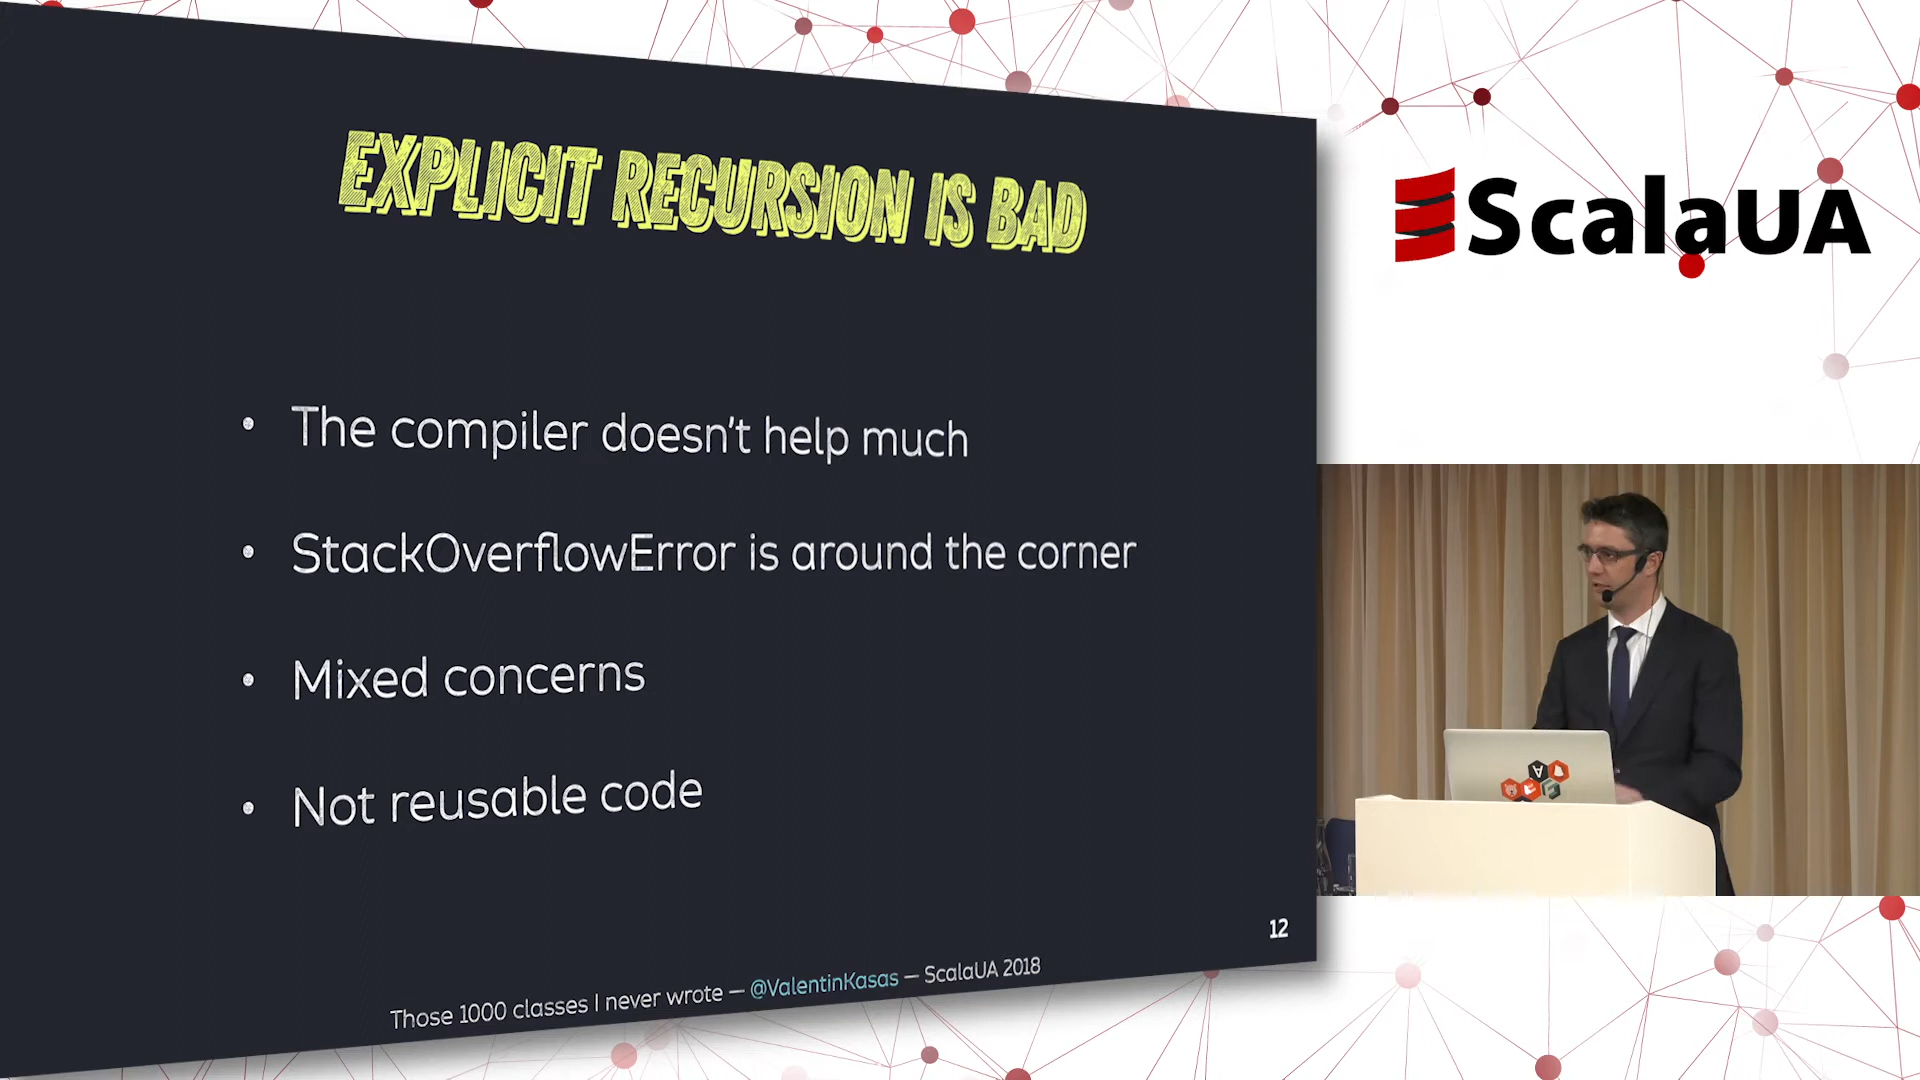 EXPLICIT RECURSION IS BAD
• The compiler doesn't help much
• StackOverflowError is around the corner
• Mixed concerns
• Not reusable code
12
Those 1000 classes I never wrote — @ValentinKasas — ScalaUA 2018
ScalaUA